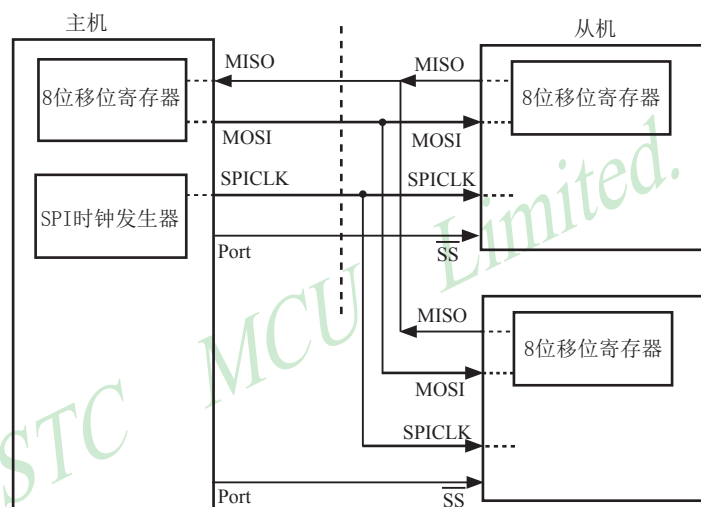 主机
从机
MISO
MISO
8位移位寄存器
8位移位寄存器
MOSI
MOSI
SPICLK
SPICLK
SPI时钟发生器
Port
SS
MISO
8位移位寄存器
MOSI
SPICLK
Port
SS
STC MCU Limited.